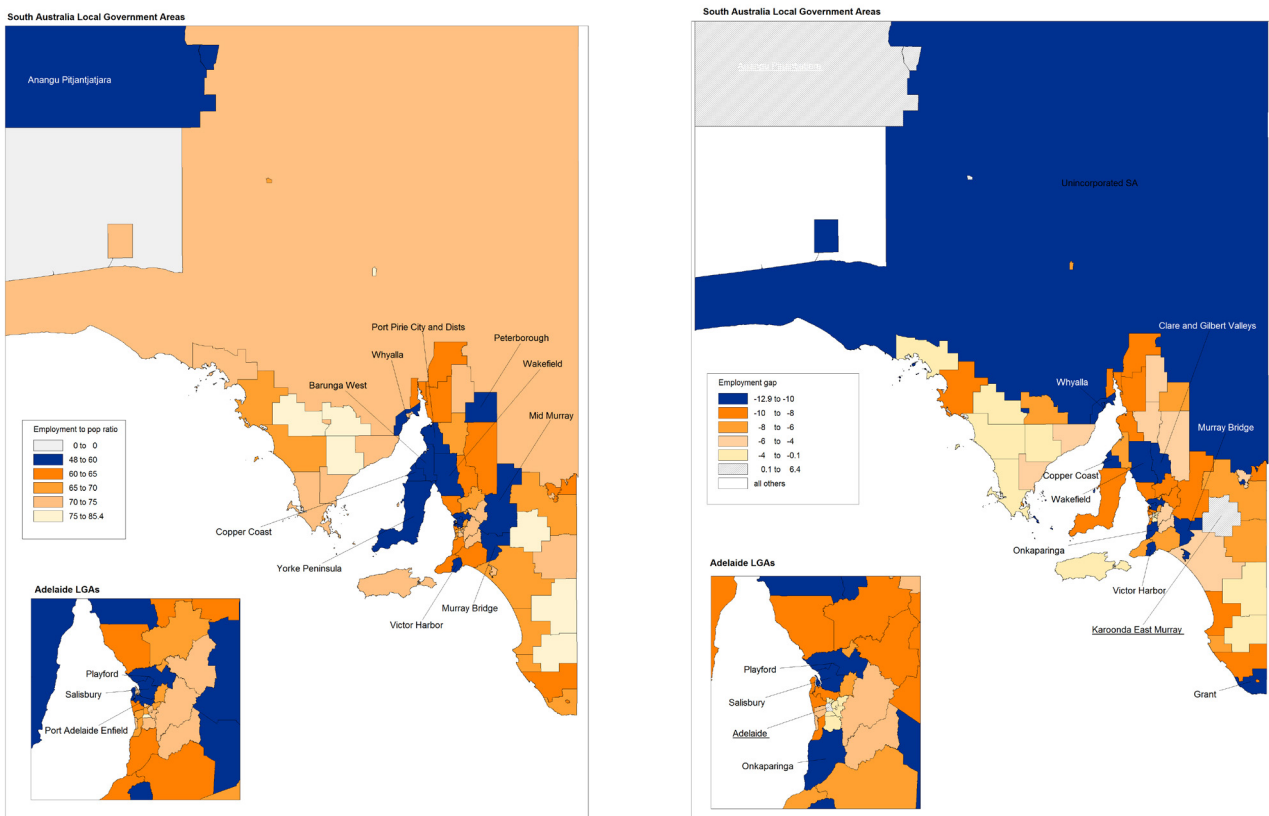 South Australia Local Government Areas
Anangu Pitjantjatjara
Port Pirie City and Dists
Peterborough
Whyalla
Wakefield
Barunga West
Mid Murray
Employment to pop ratio
0 to 0
48 to 60
60 to 65
65 to 70
70 to 75
75 to 85.4
Copper Coast
Yorke Peninsula
Murray Bridge
Victor Harbor
Adelaide LGAs
Playford
Salisbury
Port Adelaide Enfield
South Australia Local Government Areas
Anangu Pitjantjatjara
Unincorporated SA
Clare and Gilbert Valleys
Whyalla
Employment gap
-12.9 to -10
-10 to -8
-8 to -6
-6 to -4
-4 to -0.1
0.1 to 6.4
all others
Murray Bridge
Copper Coast
Wakefield
Onkaparinga
Victor Harbor
Karoonda East Murray
Grant
Adelaide LGAs
Playford
Salisbury
Adelaide
Onkaparinga